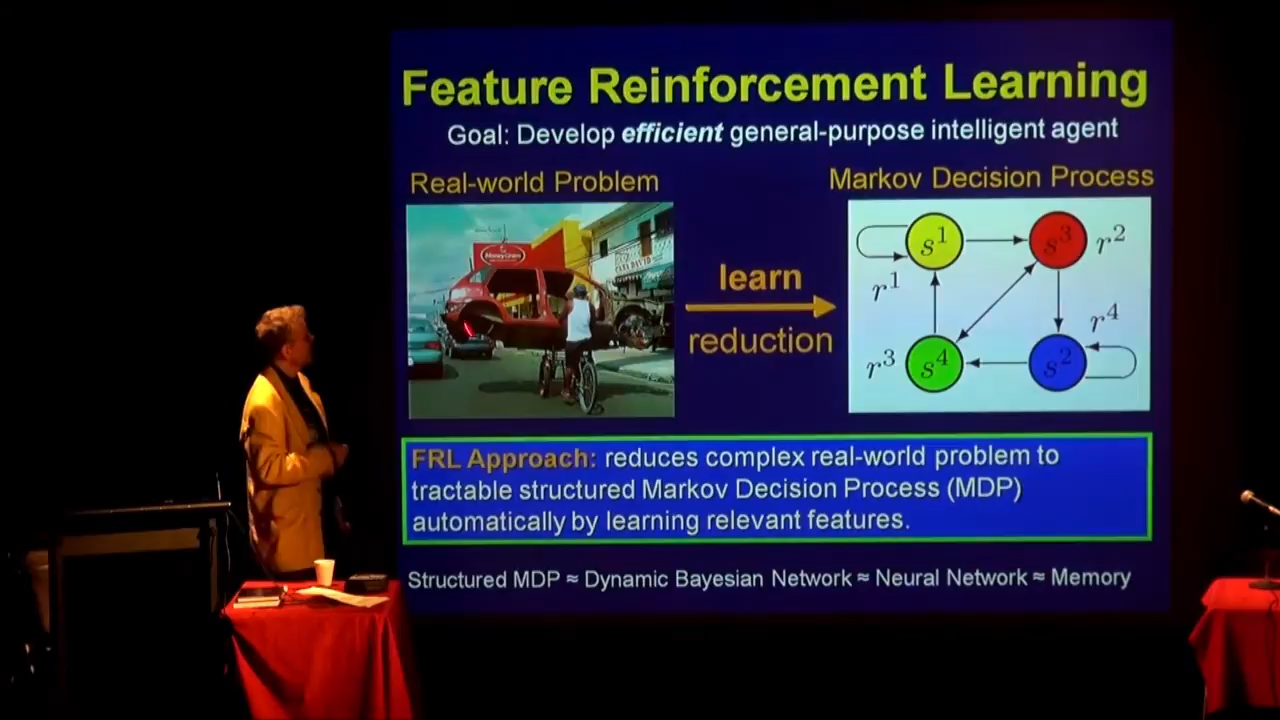 Feature Reinforcement Learning
Goal: Develop efficient general-purpose intelligent agent
Real-world Problem
Markov Decision Process
MoneyGram
learn
reduction
s¹
s³
r²
r¹
r⁴
r³
s⁴
s²
FRL Approach: reduces complex real-world problem to
tractable structured Markov Decision Process (MDP)
automatically by learning relevant features.
Structured MDP ≈ Dynamic Bayesian Network ≈ Neural Network ≈ Memory